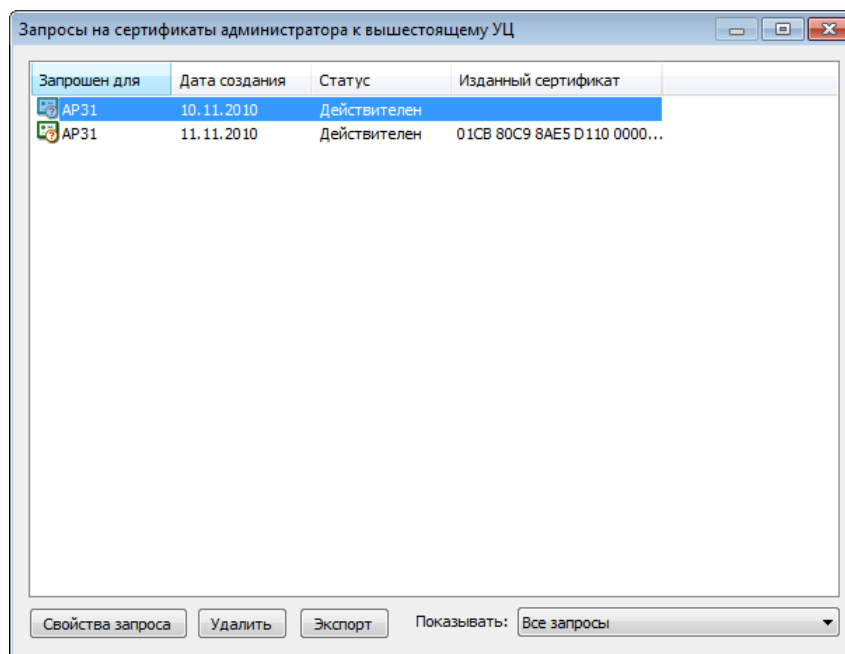 Запросы на сертификаты администратора к вышестоящему УЦ
Запрошен для Дата создания Статус Изданный сертификат
AP31 10.11.2010 Действителен
AP31 11.11.2010 Действителен 01CB 80C9 8AE5 D110 0000...
Свойства запроса Удалить Экспорт Показывать: Все запросы